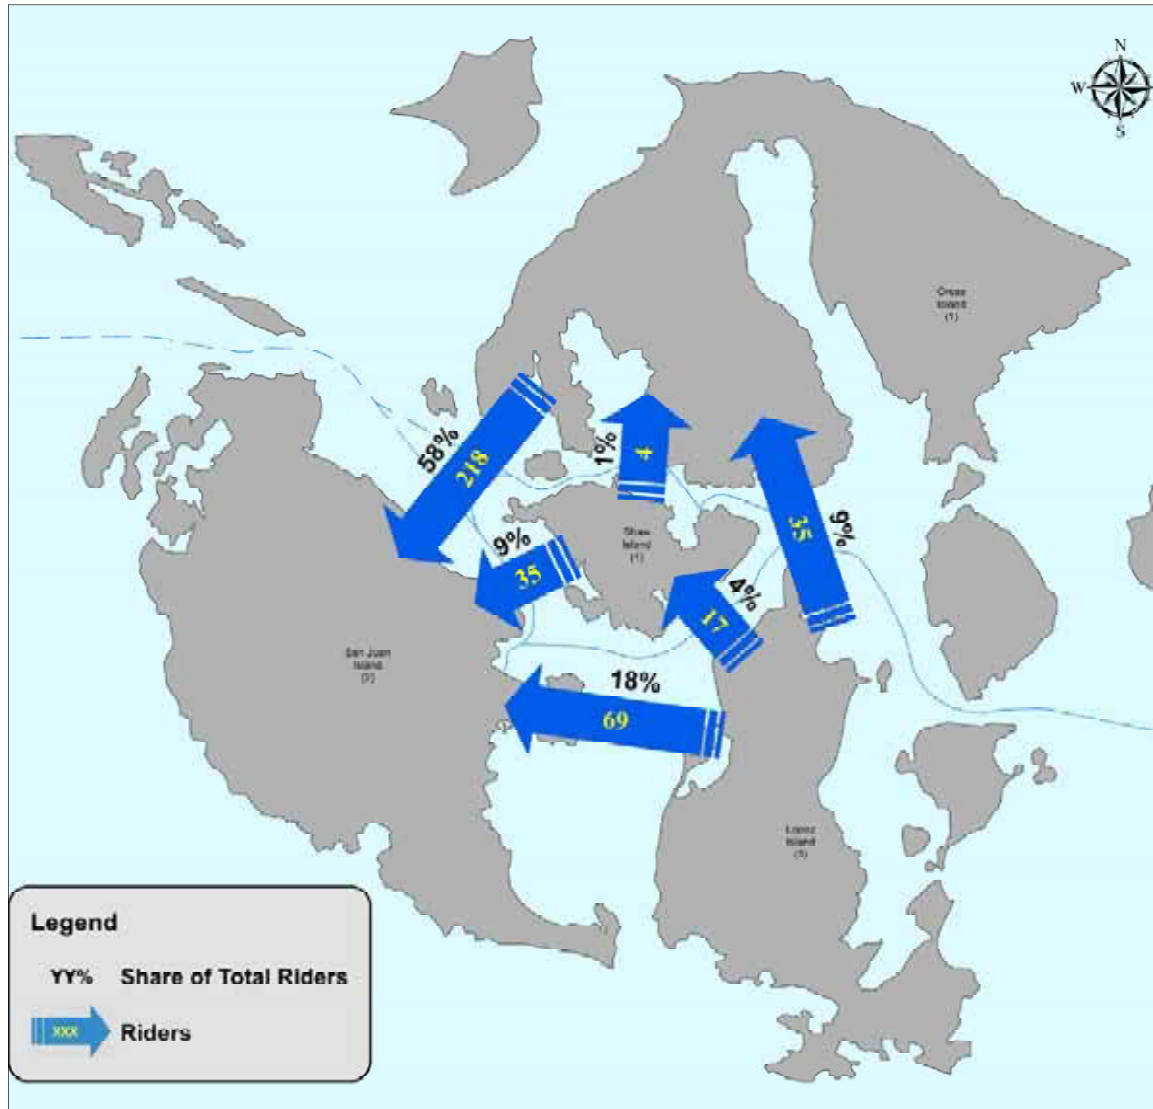 N
W
S
Orcas
Island
(1)
58%
218
1%
4
35
9%
9%
35
Shaw
Island
4%
17
San Juan
Island
18%
69
Lopez
Island
Legend
YY% Share of Total Riders
XXX Riders